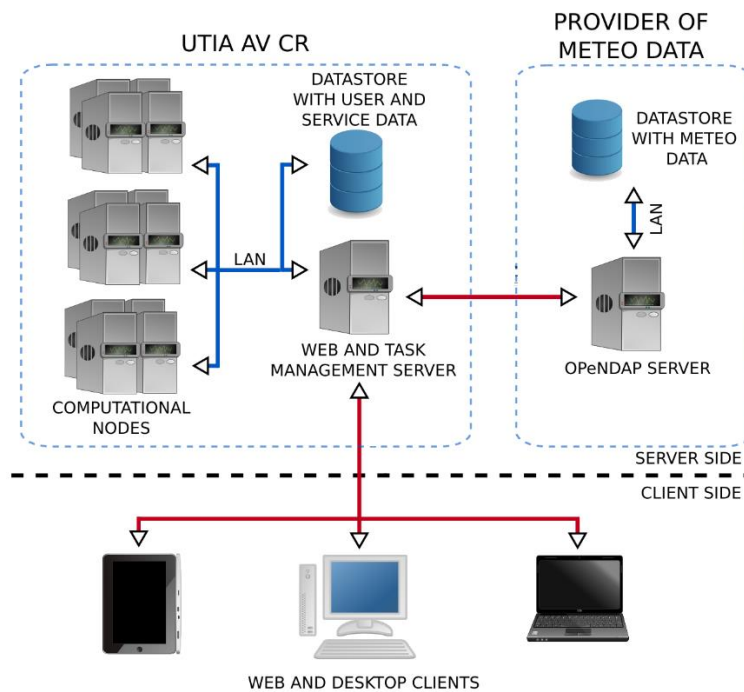 UTIA AV CR
PROVIDER OF
METEO DATA
DATASTORE
WITH USER AND
SERVICE DATA
DATASTORE
WITH METEO
DATA
LAN
LAN
WEB AND TASK
MANAGEMENT SERVER
OPeNDAP SERVER
COMPUTATIONAL
NODES
SERVER SIDE
CLIENT SIDE
WEB AND DESKTOP CLIENTS